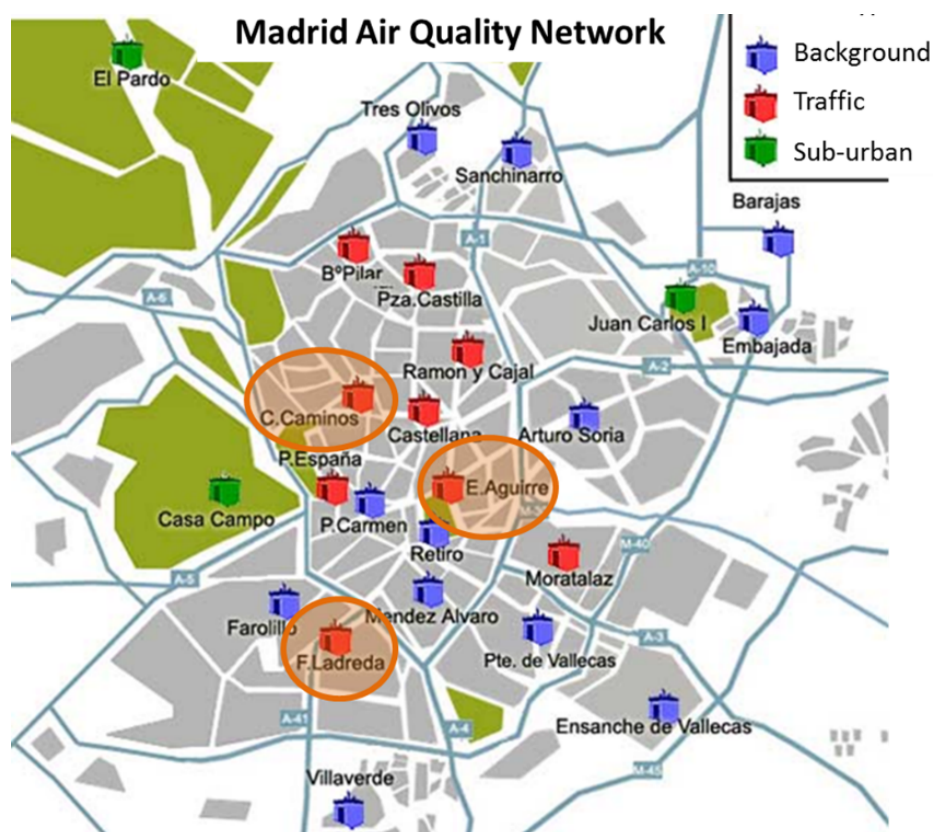 Madrid Air Quality Network
Background
Traffic
Sub-urban
El Pardo
Tres Olivos
Sanchinarro
Barajas
A-1
BºPilar
Pza.Castilla
A-10
A-6
Juan Carlos I
Embajada
Ramon y Cajal
A-2
C.Caminos
Castellana
Arturo Soria
P.España
E.Aguirre
Casa Campo
P.Carmen
M-30
Retiro
M-40
Moratalaz
A-5
Farolillo
Mendez Alvaro
A-3
F.Ladreda
Pte. de Vallecas
A-41
A-4
Ensanche de Vallecas
M-45
Villaverde